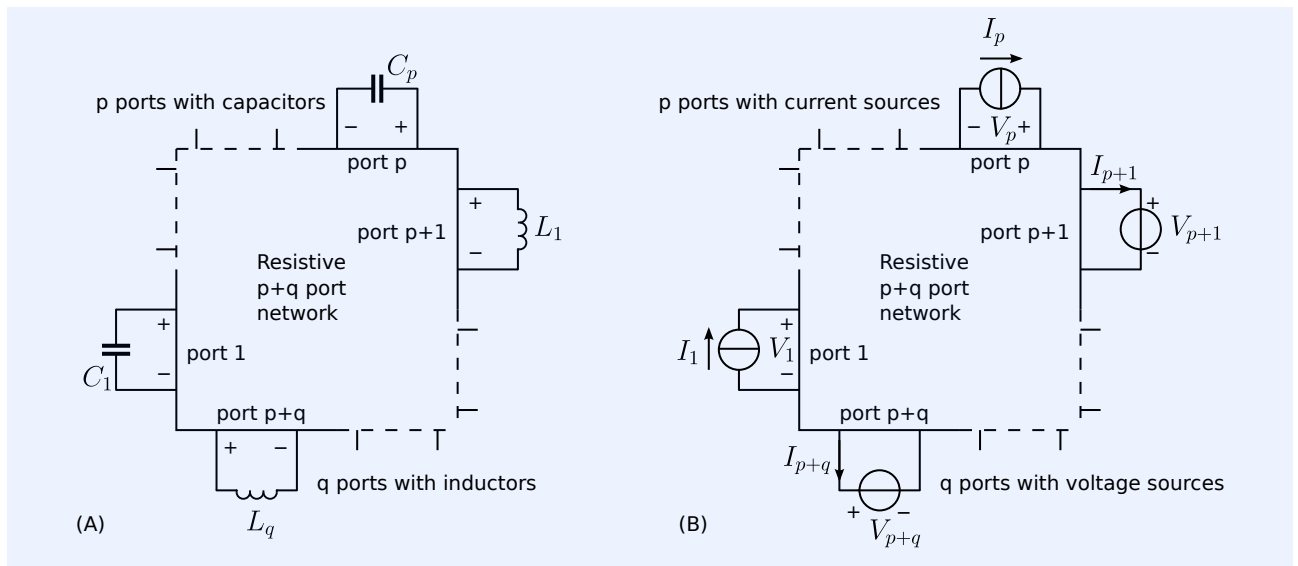 C_p
p ports with capacitors
− +
port p
+
L_1
port p+1
−
Resistive
p+q port
network
+
port 1
−
C_1
port p+q
+ −
q ports with inductors
L_q
(A)
I_p
p ports with current sources
− V_p +
port p
I_{p+1}
+
V_{p+1}
port p+1
−
Resistive
p+q port
network
+
I_1 V_1 port 1
−
port p+q
I_{p+q}
q ports with voltage sources
+ −
V_{p+q}
(B)